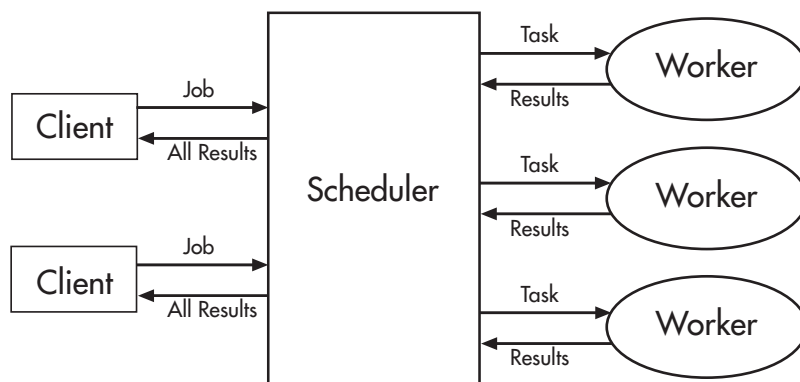 Task
Worker
Results
Job
Client
All Results
Scheduler
Task
Worker
Results
Job
Client
All Results
Task
Worker
Results